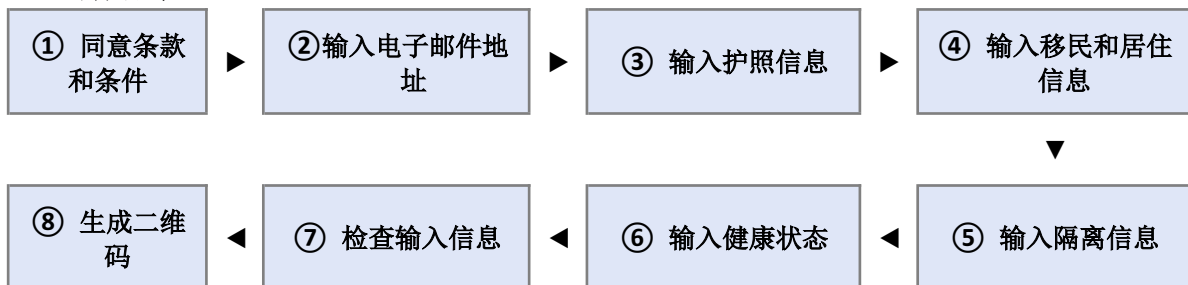 ① 同意条款
和条件
②输入电子邮件地
址
③ 输入护照信息
④ 输入移民和居住
信息
⑤ 输入隔离信息
⑥ 输入健康状态
⑦ 检查输入信息
⑧ 生成二维
码